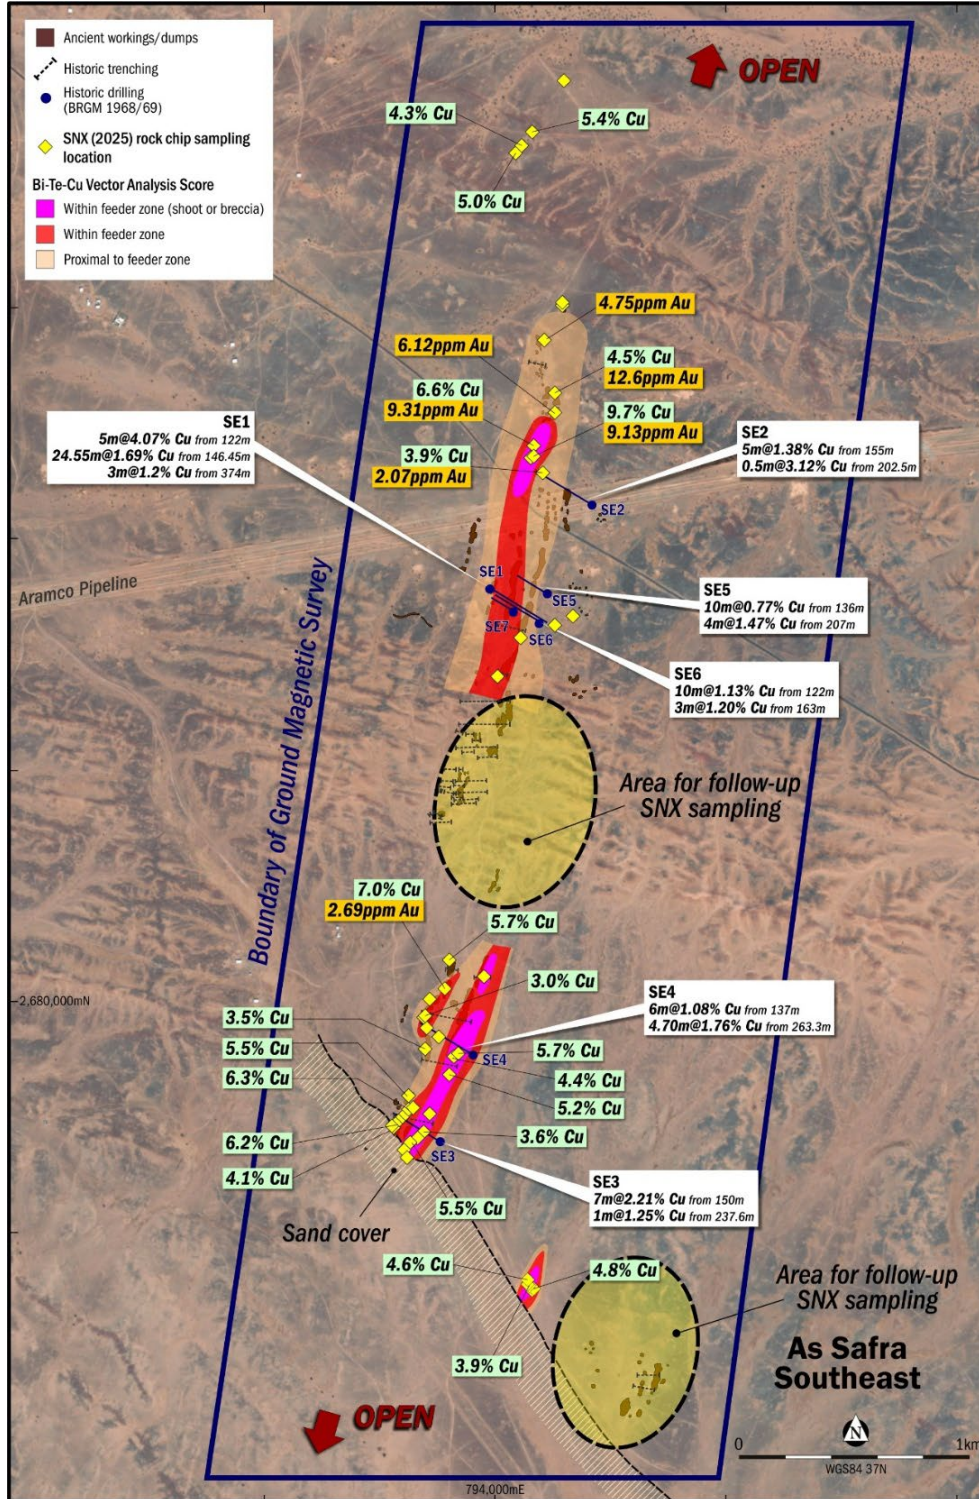 Ancient workings/dumps
Historic trenching
Historic drilling
(BRGM 1968/69)
SNX (2025) rock chip sampling
location
Bi-Te-Cu Vector Analysis Score
Within feeder zone (shoot or breccia)
Within feeder zone
Proximal to feeder zone
OPEN
4.3% Cu
5.4% Cu
5.0% Cu
4.75ppm Au
6.12ppm Au
4.5% Cu
12.6ppm Au
6.6% Cu
9.31ppm Au
9.7% Cu
9.13ppm Au
3.9% Cu
2.07ppm Au
SE1
5m@4.07% Cu from 122m
24.55m@1.69% Cu from 146.45m
3m@1.2% Cu from 374m
SE2
5m@1.38% Cu from 155m
0.5m@3.12% Cu from 202.5m
SE2
Aramco Pipeline
SE1
SE5
SE7
SE6
SE5
10m@0.77% Cu from 136m
4m@1.47% Cu from 207m
SE6
10m@1.13% Cu from 122m
3m@1.20% Cu from 163m
Boundary of Ground Magnetic Survey
Area for follow-up
SNX sampling
7.0% Cu
2.69ppm Au
5.7% Cu
2,680,000mN
3.0% Cu
SE4
6m@1.08% Cu from 137m
4.70m@1.76% Cu from 263.3m
3.5% Cu
5.5% Cu
SE4
5.7% Cu
6.3% Cu
4.4% Cu
5.2% Cu
6.2% Cu
3.6% Cu
SE3
4.1% Cu
SE3
7m@2.21% Cu from 150m
1m@1.25% Cu from 237.6m
5.5% Cu
Sand cover
4.6% Cu
4.8% Cu
Area for follow-up
SNX sampling
3.9% Cu
As Safra
Southeast
OPEN
N
0
1km
WGS84 37N
794,000mE